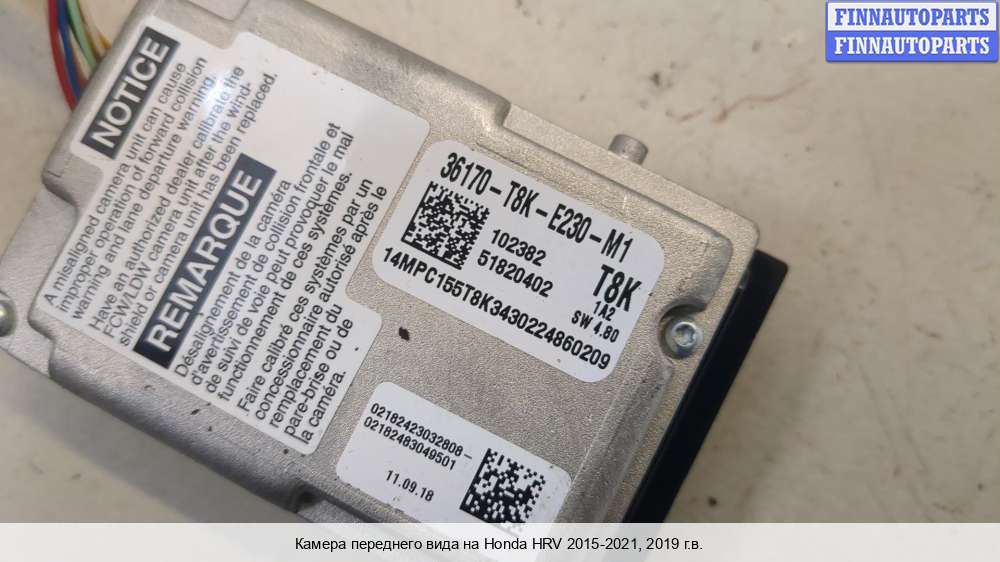 FINNAUTOPARTS
FINNAUTOPARTS
NOTICE
A misaligned camera unit can cause
improper operation of forward collision
warning and lane departure warning.
Have an authorized dealer calibrate the
FCW/LDW camera unit after the wind-
shield or camera unit has been replaced.
REMARQUE
Désalignement de la caméra
d'avertissement de collision frontale et
de suivi de voie peut provoquer le mal
fonctionnement de ces systèmes.
Faire calibré ces systèmes par un
concessionnaire autorisé après le
remplacement du
pare-brise ou ou de
la caméra.
36170-T8K-E230-M1
102382
51820402
T8K
1A2
SW 4.80
14MPC155T8K3430224860209
02182423032808-
02182483049501
11.09.18
Камера переднего вида на Honda HRV 2015-2021, 2019 г.в.